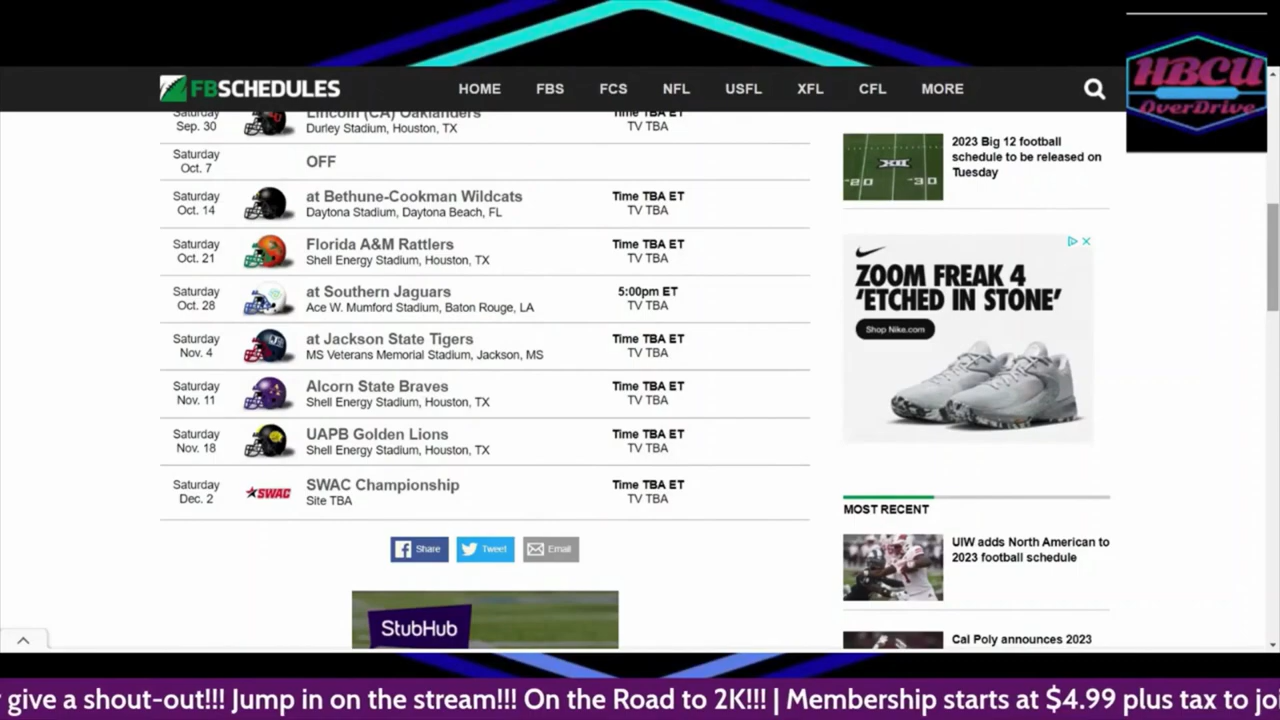 FBSCHEDULES
HOME
FBS
FCS
NFL
USFL
XFL
CFL
MORE
HBCU
OverDrive
Saturday
Sep. 30
Lincoln (CA) Oaklanders
Durley Stadium, Houston, TX
Time TBA ET
TV TBA
Saturday
Oct. 7
OFF
Saturday
Oct. 14
at Bethune-Cookman Wildcats
Daytona Stadium, Daytona Beach, FL
Time TBA ET
TV TBA
Saturday
Oct. 21
Florida A&M Rattlers
Shell Energy Stadium, Houston, TX
Time TBA ET
TV TBA
Saturday
Oct. 28
at Southern Jaguars
Ace W. Mumford Stadium, Baton Rouge, LA
5:00pm ET
TV TBA
Saturday
Nov. 4
at Jackson State Tigers
MS Veterans Memorial Stadium, Jackson, MS
Time TBA ET
TV TBA
Saturday
Nov. 11
Alcorn State Braves
Shell Energy Stadium, Houston, TX
Time TBA ET
TV TBA
Saturday
Nov. 18
UAPB Golden Lions
Shell Energy Stadium, Houston, TX
Time TBA ET
TV TBA
Saturday
Dec. 2
SWAC
SWAC Championship
Site TBA
Time TBA ET
TV TBA
Share
Tweet
Email
StubHub
2023 Big 12 football
schedule to be released on
Tuesday
XII
20
30
ZOOM FREAK 4
'ETCHED IN STONE'
Shop Nike.com
MOST RECENT
UIW adds North American to
2023 football schedule
Cal Poly announces 2023
give a shout-out!!! Jump in on the stream!!! On the Road to 2K!!! | Membership starts at $4.99 plus tax to jo